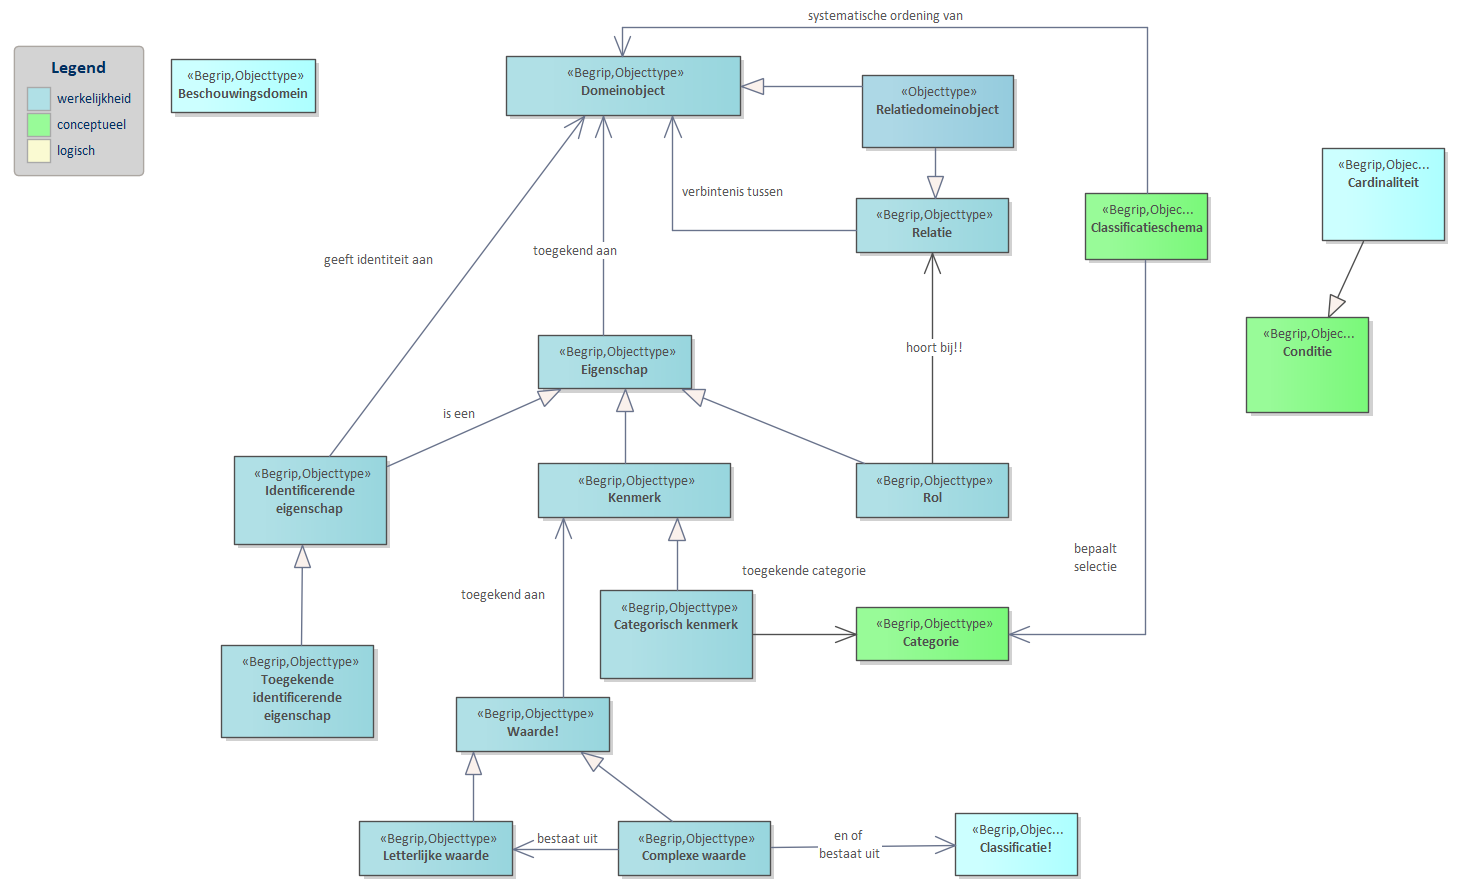 systematische ordening van
Legend
werkelijkheid
conceptueel
logisch
«Begrip,Objecttype»
Beschouwingsdomein
«Begrip,Objecttype»
Domeinobject
«Objecttype»
Relatiedomeinobject
verbintenis tussen
«Begrip,Objecttype»
Relatie
«Begrip,Objec...
Classificatieschema
«Begrip,Objec...
Cardinaliteit
geeft identiteit aan
toegekend aan
hoort bij!!
«Begrip,Objec...
Conditie
«Begrip,Objecttype»
Eigenschap
is een
«Begrip,Objecttype»
Identificerende
eigenschap
«Begrip,Objecttype»
Kenmerk
«Begrip,Objecttype»
Rol
bepaalt
selectie
toegekend aan
toegekende categorie
«Begrip,Objecttype»
Categorisch kenmerk
«Begrip,Objecttype»
Categorie
«Begrip,Objecttype»
Toegekende
identificerende
eigenschap
«Begrip,Objecttype»
Waarde!
«Begrip,Objecttype»
Letterlijke waarde
bestaat uit
«Begrip,Objecttype»
Complexe waarde
en of
bestaat uit
«Begrip,Objec...
Classificatie!